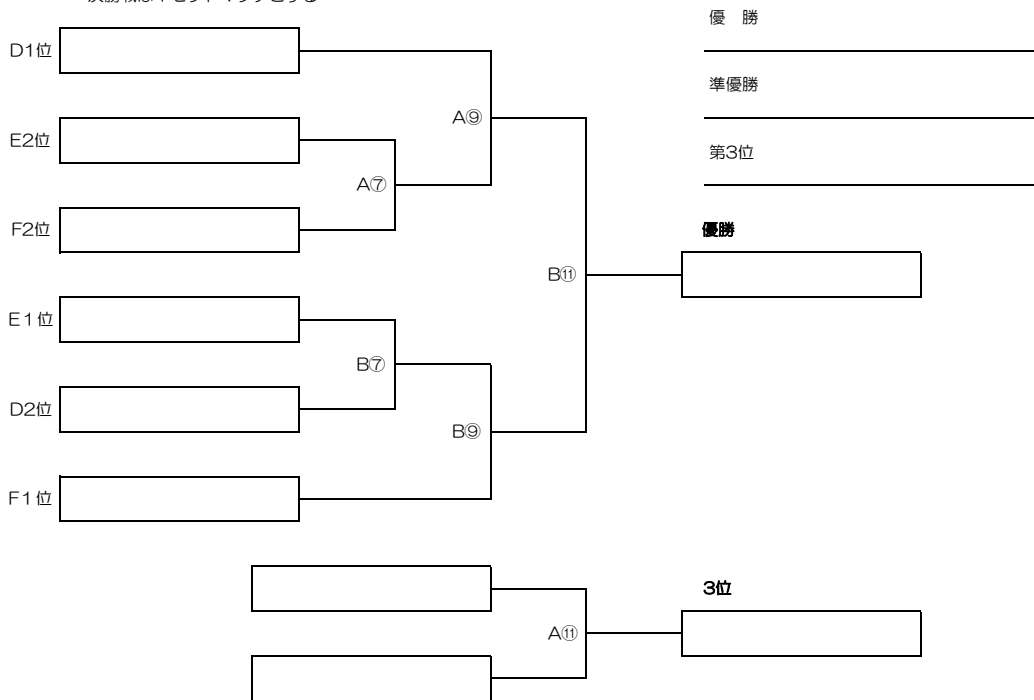 D1位
E2位
F2位
E1位
D2位
F1位
A⑦
B⑦
A⑨
B⑨
B⑪
A⑪
優　勝
準優勝
第3位
優勝
3位